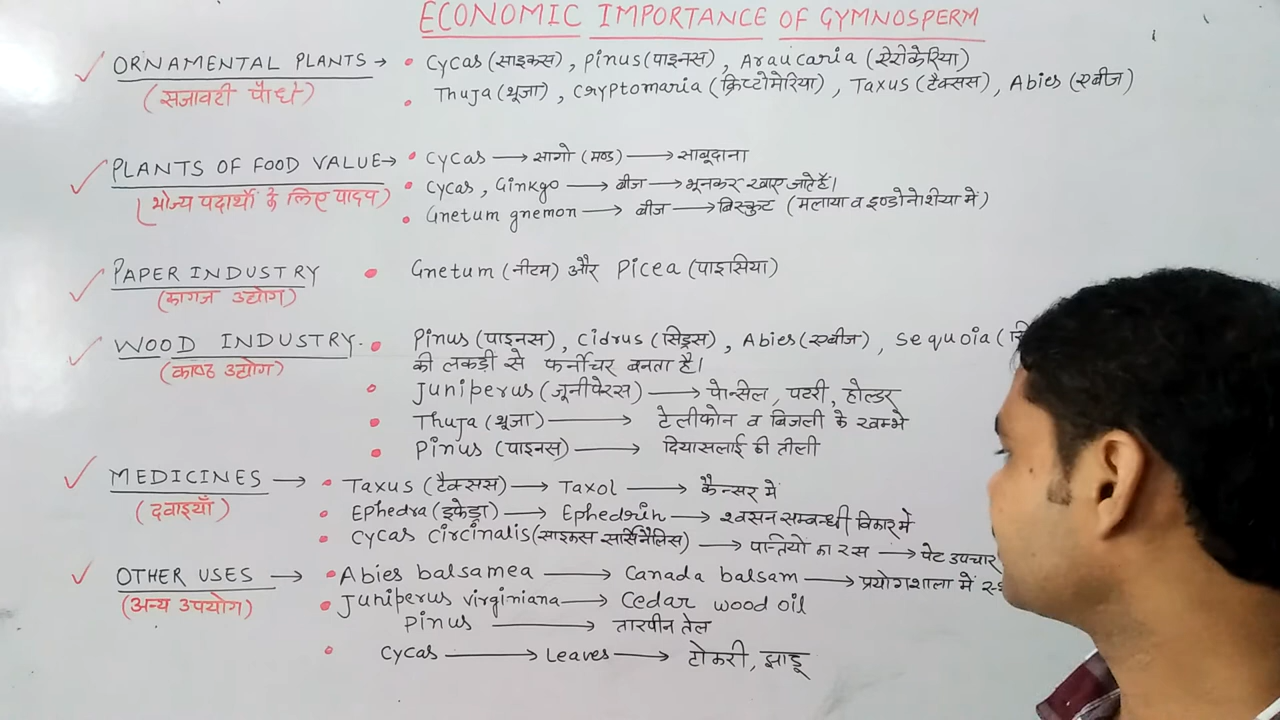 ECONOMIC IMPORTANCE OF GYMNOSPERM
ORNAMENTAL PLANTS → • Cycas (साइकस), Pinus (पाइनस), Araucaria (ऐरोकेरिया)
(सजावटी पौधे) • Thuja (थूजा), Cryptomaria (क्रिप्टोमेरिया), Taxus (टैक्सस), Abies (एबीज)
PLANTS OF FOOD VALUE → • Cycas → सागो (मण्ड) → साबूदाना
(भोज्य पदार्थों के लिए पादप) • Cycas, Ginkgo → बीज → भूनकर खाए जाते हैं।
• Gnetum gnemon → बीज → बिस्कुट (मलाया व इण्डोनेशिया में)
PAPER INDUSTRY • Gnetum (नीटम) और Picea (पाइसिया)
(कागज उद्योग)
WOOD INDUSTRY • Pinus (पाइनस), Cidrus (सिड्रस), Abies (एबीज), Sequoia (
(काष्ठ उद्योग) की लकड़ी से फर्नीचर बनता है।
• Juniperus (जूनीपेरस) → पेन्सिल, पटरी, होल्डर
• Thuja (थूजा) → टेलीफोन व बिजली के खम्भे
• Pinus (पाइनस) → दियासलाई की तीली
MEDICINES → • Taxus (टैक्सस) → Taxol → कैन्सर में
(दवाइयाँ) • Ephedra (इफेड्रा) → Ephedrin → श्वसन सम्बन्धी विकार में
• Cycas circinalis (साइकस सार्सिनैलिस) → पत्तियों का रस → पेट उपचार
OTHER USES → • Abies balsamea → Canada balsam → प्रयोगशाला में
(अन्य उपयोग) • Juniperus virginiana → Cedar wood oil
Pinus → तारपीन तेल
• Cycas → Leaves → टोकरी, झाड़ू